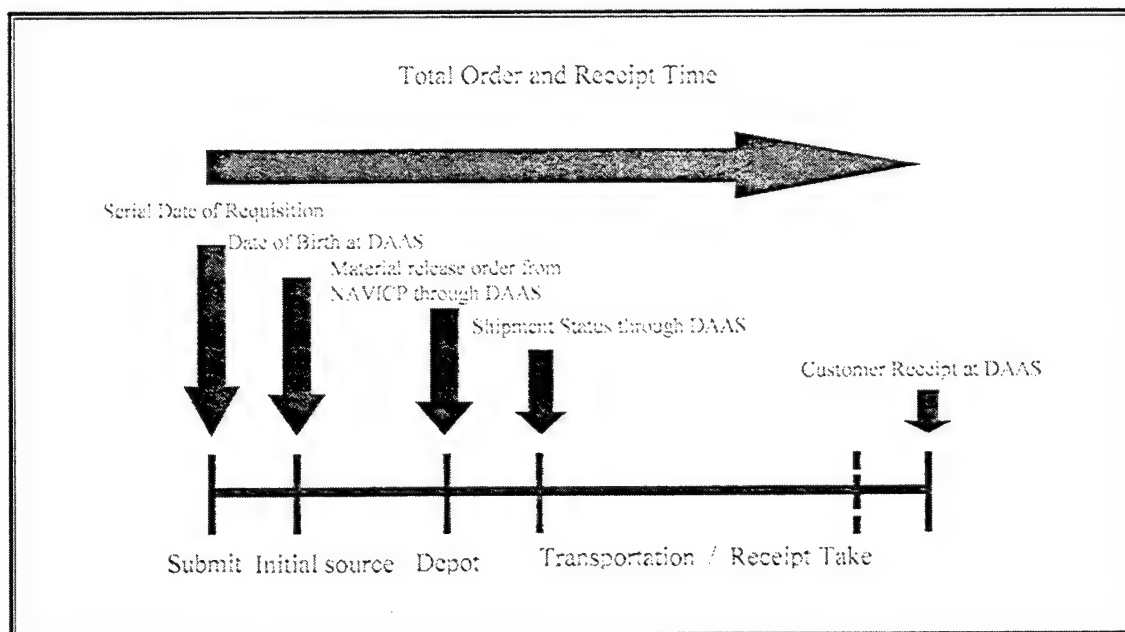 Total Order and Receipt Time
Serial Date of Requisition
Date of Birth at DAAS
Material release order from
NAVICP through DAAS
Shipment Status through DAAS
Customer Receipt at DAAS
Submit Initial source Depot Transportation / Receipt Take